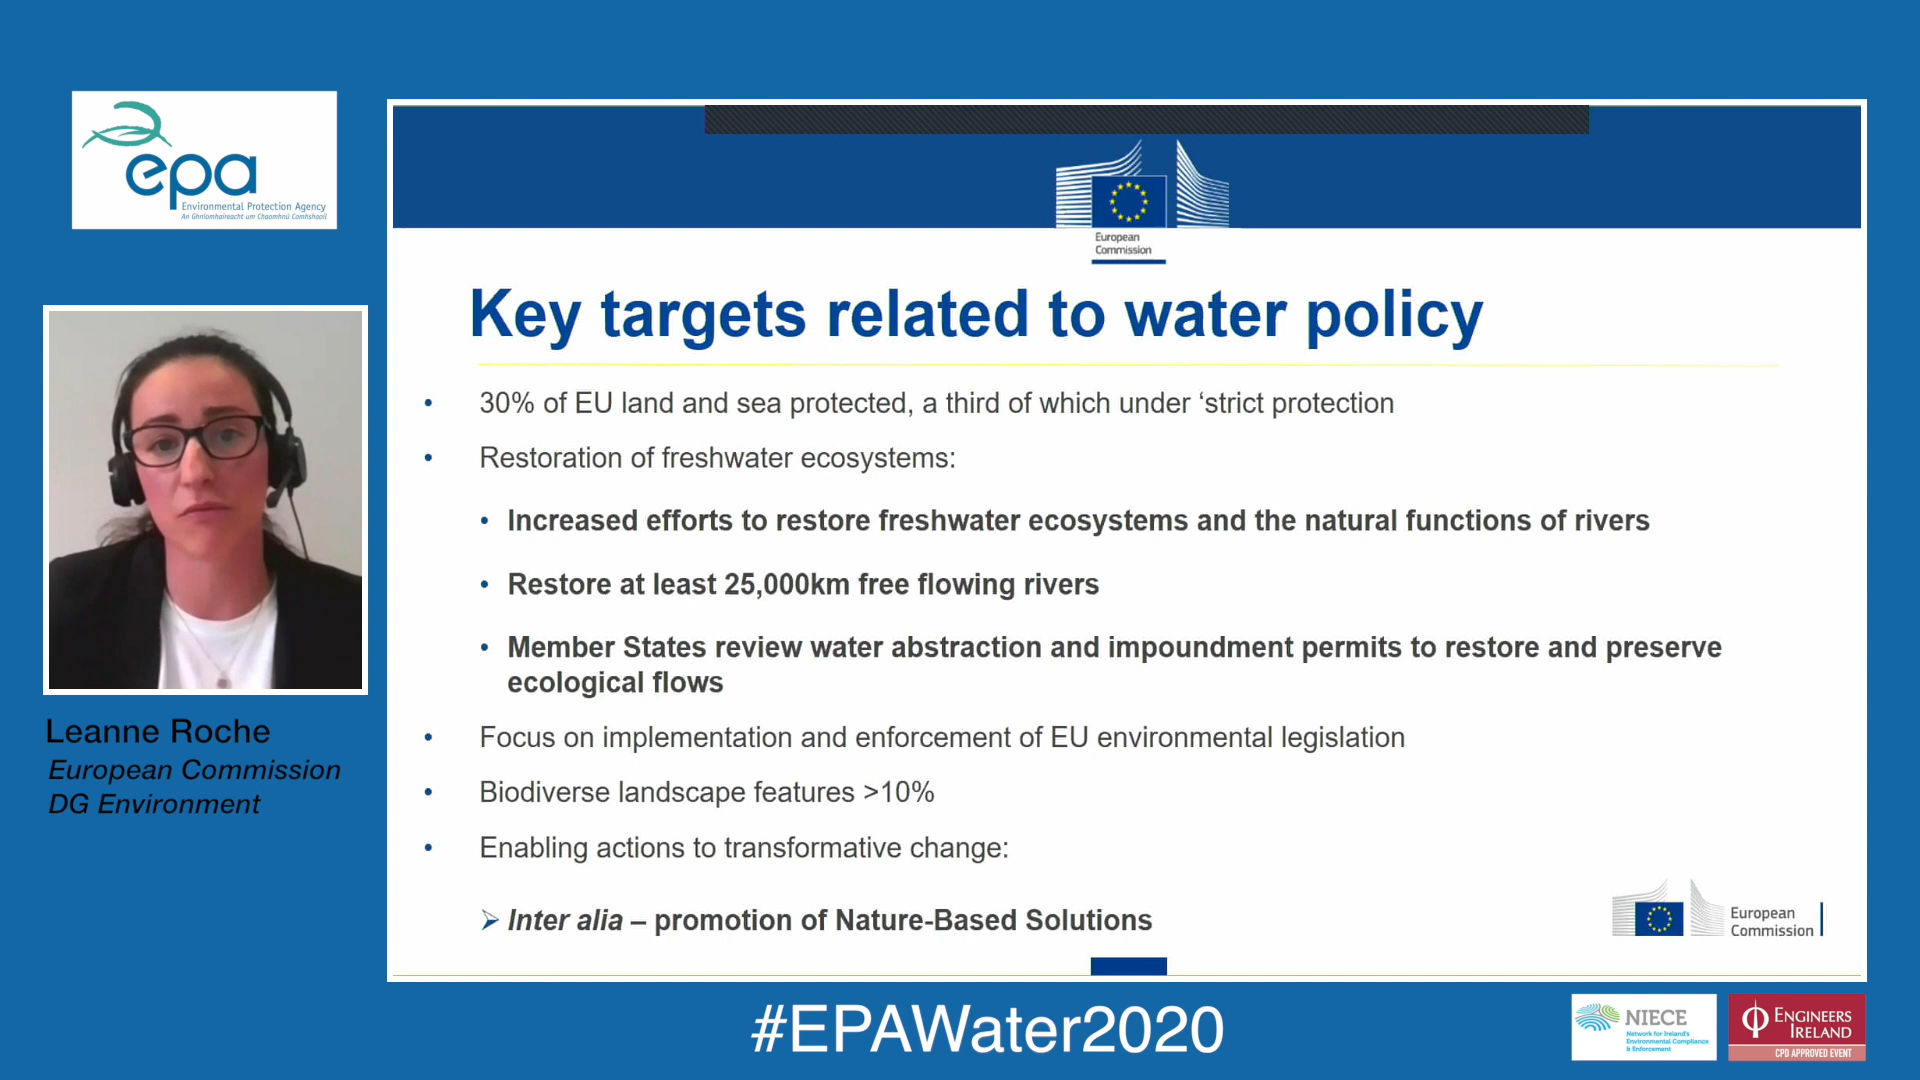 epa
Environmental Protection Agency
An Ghníomhaireacht um Chaomhnú Comhshaoil
European
Commission
Key targets related to water policy
• 30% of EU land and sea protected, a third of which under ‘strict protection
• Restoration of freshwater ecosystems:
• Increased efforts to restore freshwater ecosystems and the natural functions of rivers
• Restore at least 25,000km free flowing rivers
• Member States review water abstraction and impoundment permits to restore and preserve
ecological flows
• Focus on implementation and enforcement of EU environmental legislation
• Biodiverse landscape features >10%
• Enabling actions to transformative change:
➢ Inter alia – promotion of Nature-Based Solutions
European
Commission
Leanne Roche
European Commission
DG Environment
#EPAWater2020
NIECE
Network for Ireland's
Environmental Compliance
& Enforcement
ENGINEERS
IRELAND
CPD APPROVED EVENT